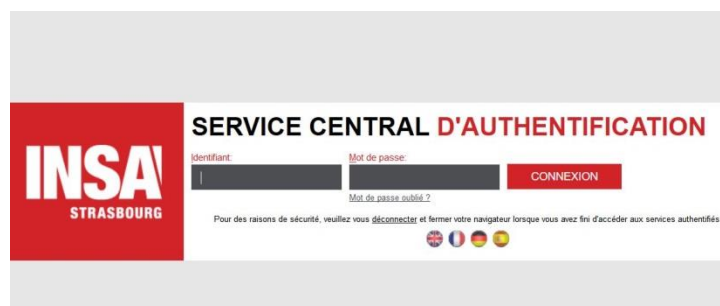 INSA
STRASBOURG
SERVICE CENTRAL D'AUTHENTIFICATION
Identifiant:
Mot de passe:
CONNEXION
Mot de passe oublié ?
Pour des raisons de sécurité, veuillez vous déconnecter et fermer votre navigateur lorsque vous avez fini d'accéder aux services authentifiés